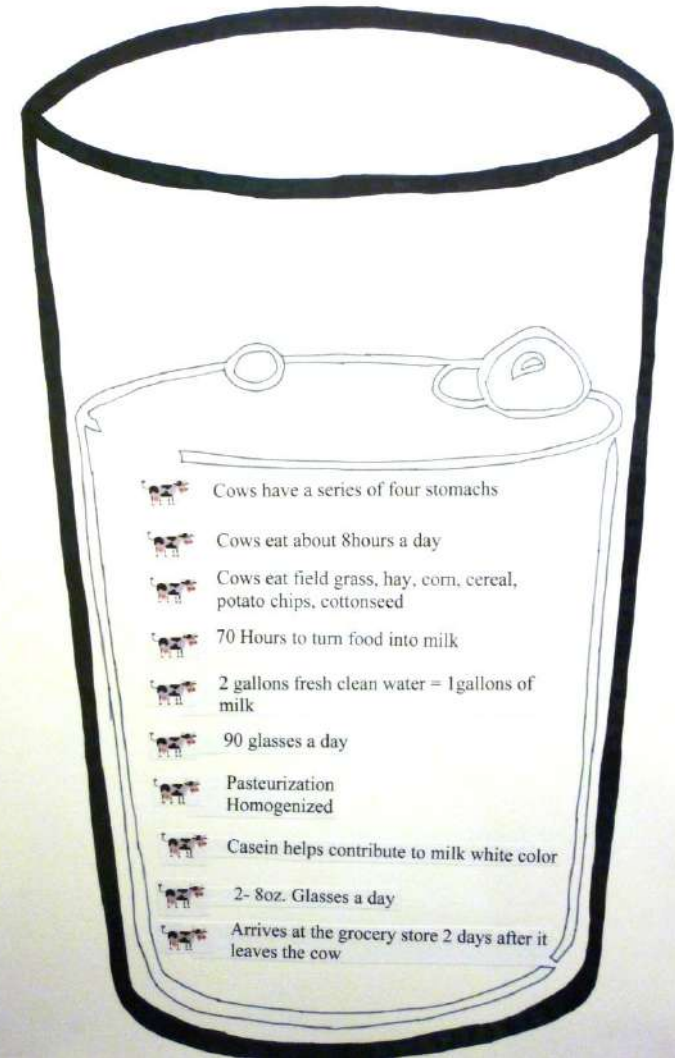 Cows have a series of four stomachs
Cows eat about 8hours a day
Cows eat field grass, hay, corn, cereal,
potato chips, cottonseed
70 Hours to turn food into milk
2 gallons fresh clean water = 1gallons of
milk
90 glasses a day
Pasteurization
Homogenized
Casein helps contribute to milk white color
2- 8oz. Glasses a day
Arrives at the grocery store 2 days after it
leaves the cow